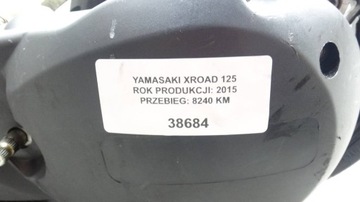 YAMASAKI XROAD 125
ROK PRODUKCJI: 2015
PRZEBIEG: 8240 KM
38684